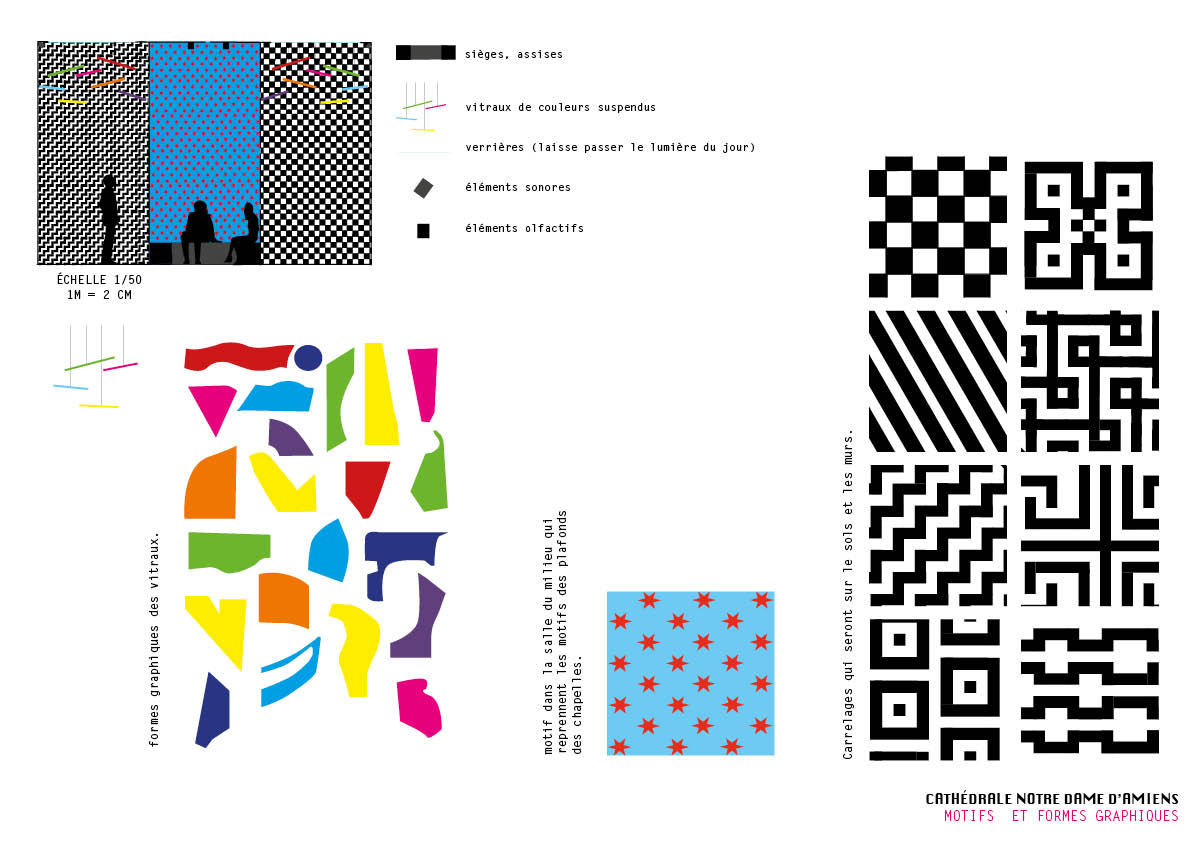 sièges, assises
vitraux de couleurs suspendus
verrières (laisse passer le lumière du jour)
éléments sonores
éléments olfactifs
ÉCHELLE 1/50
1M = 2 CM
formes graphiques des vitraux.
motif dans la salle du milieu qui
reprennent les motifs des plafonds
des chapelles.
Carrelages qui seront sur le sols et les murs.
CATHÉDRALE NOTRE DAME D'AMIENS
MOTIFS ET FORMES GRAPHIQUES